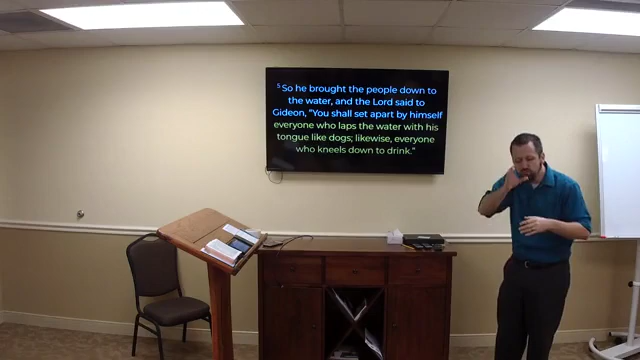 ⁵ So he brought the people down to
the water, and the Lord said to
Gideon, "You shall set apart by himself
everyone who laps the water with his
tongue like dogs; likewise, everyone
who kneels down to drink."